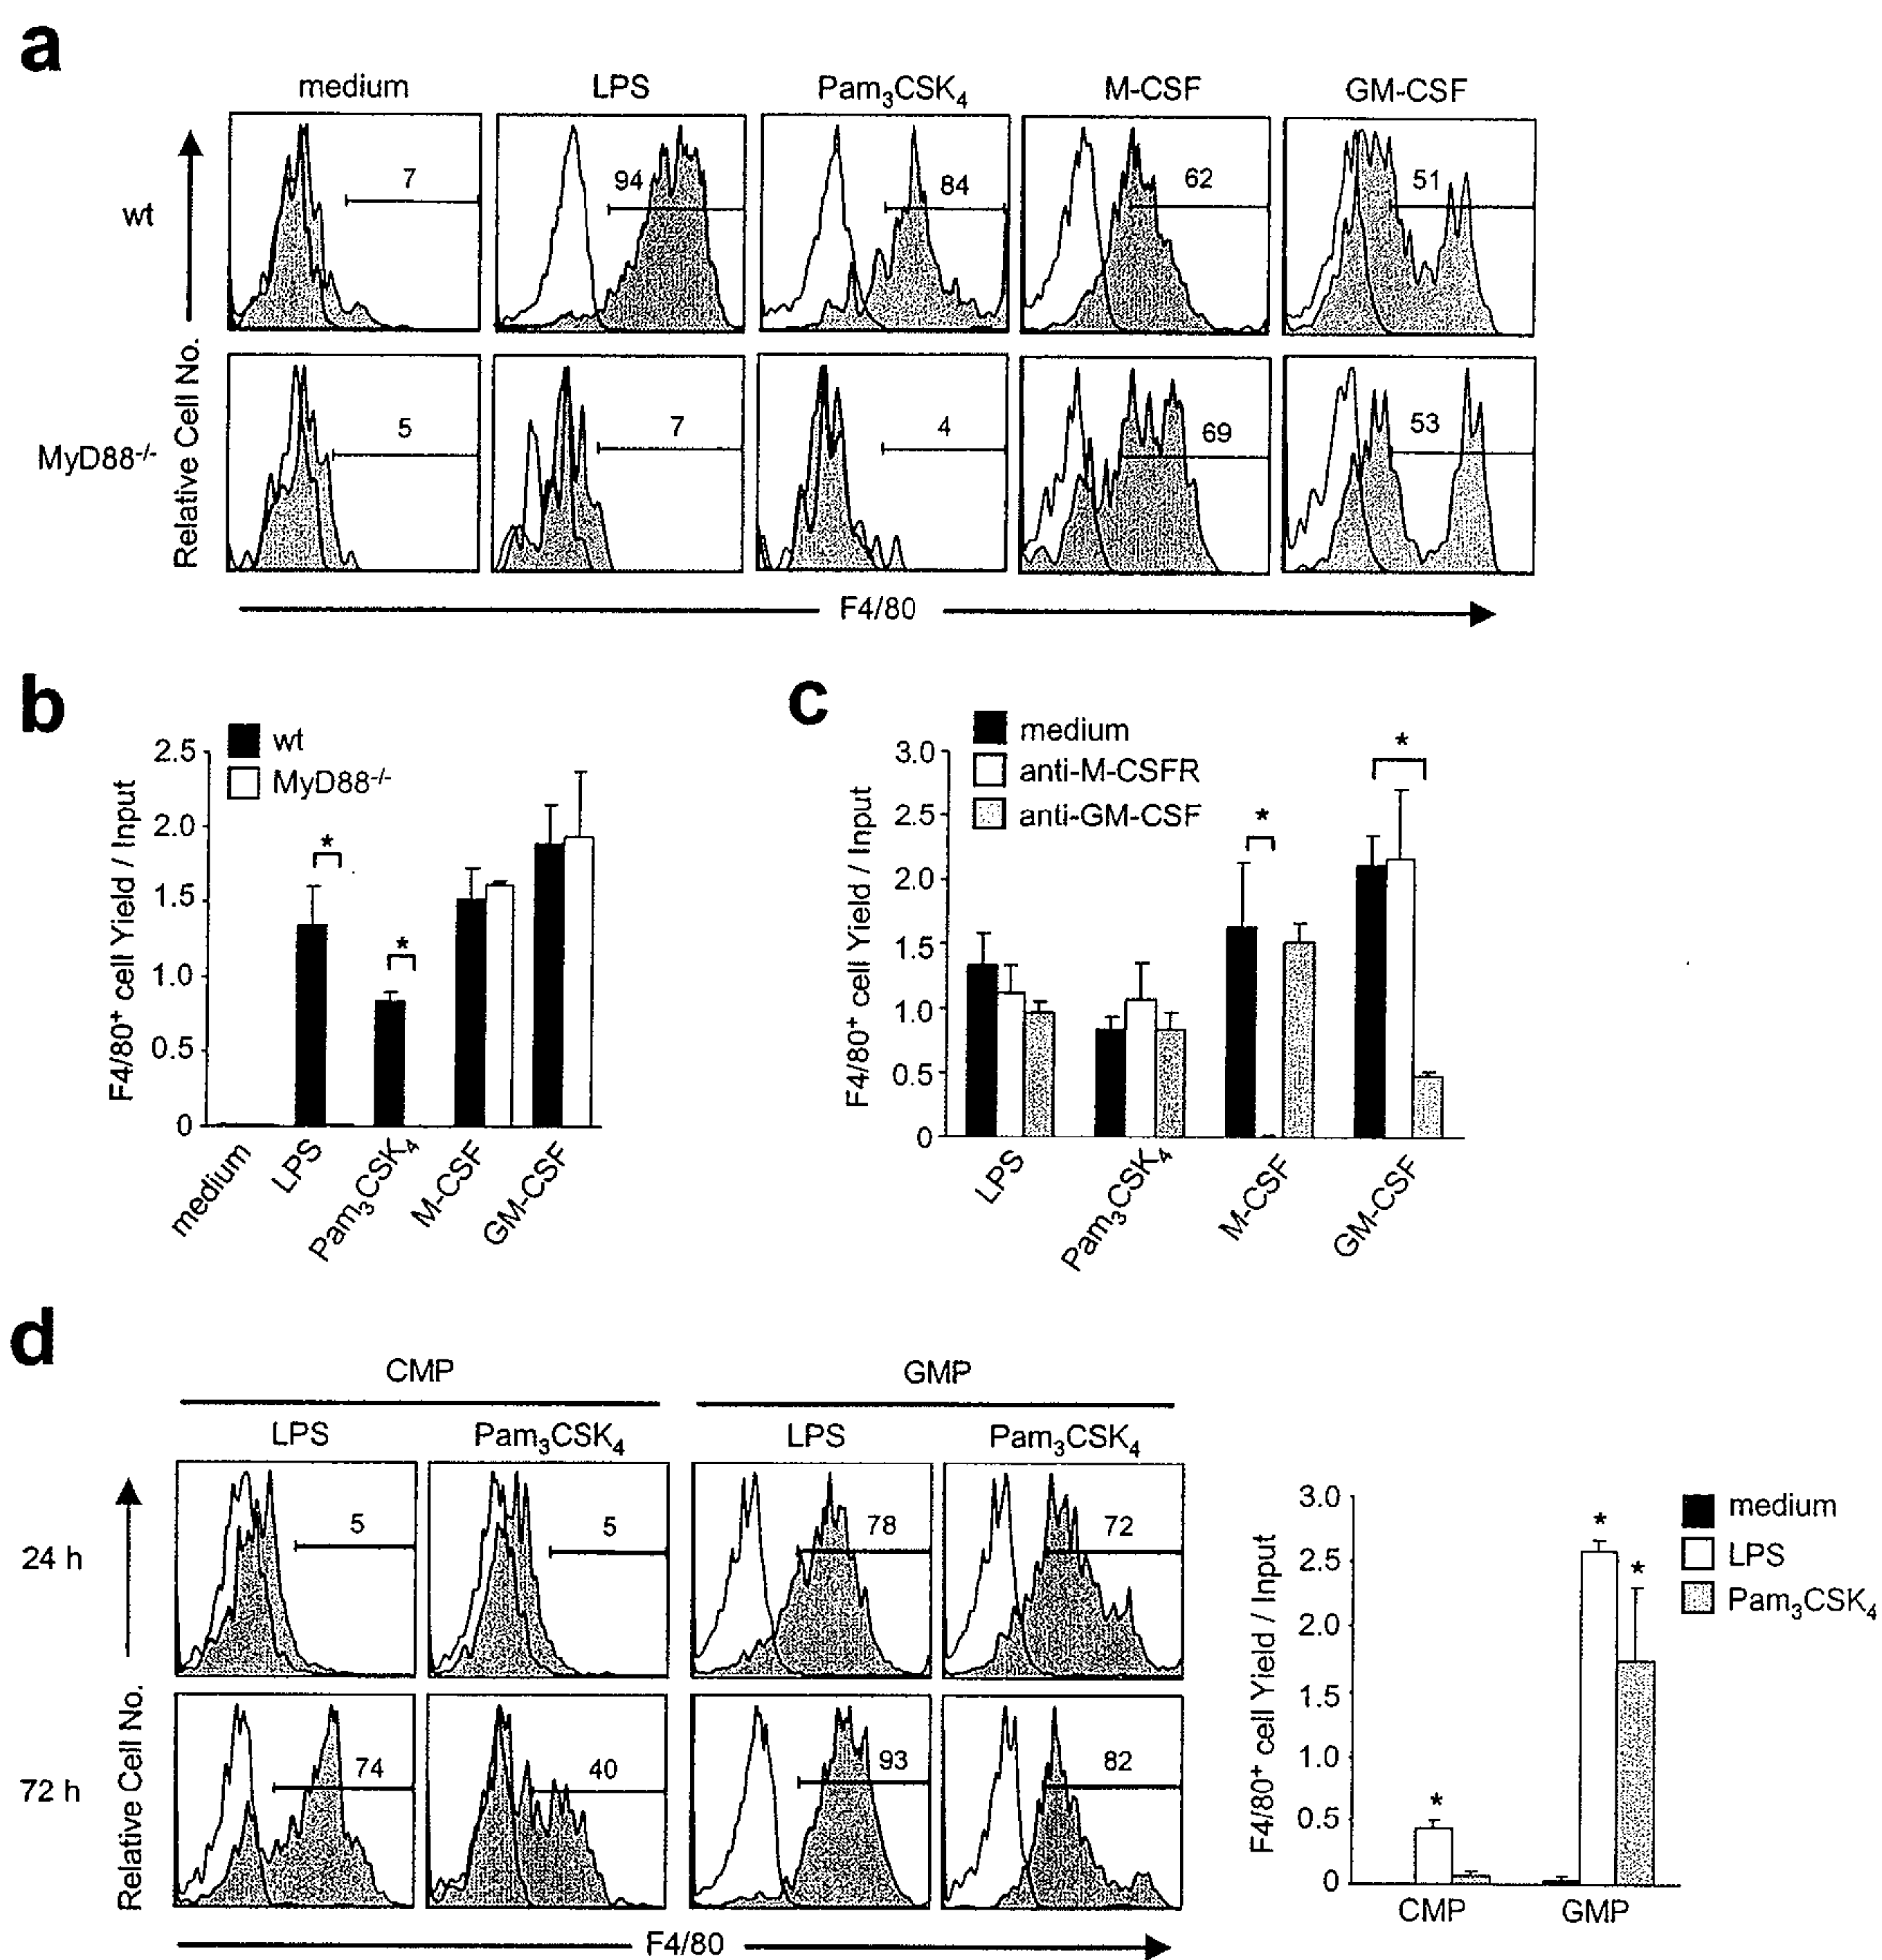 a
medium LPS Pam₃CSK₄ M-CSF GM-CSF
wt
7 94 84 62 51
MyD88⁻/⁻
5 7 4 69 53
Relative Cell No.
F4/80
b
wt
MyD88⁻/⁻
F4/80⁺ cell Yield / Input
2.5
2.0
1.5
1.0
0.5
0
* *
medium LPS Pam₃CSK₄ M-CSF GM-CSF
c
medium
anti-M-CSFR
anti-GM-CSF
F4/80⁺ cell Yield / Input
3.0
2.5
2.0
1.5
1.0
0.5
0
* *
LPS Pam₃CSK₄ M-CSF GM-CSF
d
CMP GMP
LPS Pam₃CSK₄ LPS Pam₃CSK₄
24 h
5 5 78 72
72 h
74 40 93 82
Relative Cell No.
F4/80
F4/80⁺ cell Yield / Input
3.0
2.5
2.0
1.5
1.0
0.5
0
* * *
CMP GMP
medium
LPS
Pam₃CSK₄